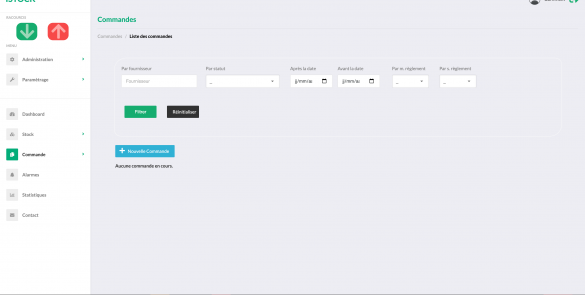 ISTOCK
RACCOURCIS
MENU
Administration
Paramétrage
Dashboard
Stock
Commande
Alarmes
Statistiques
Contact
Commandes
Commandes / Liste des commandes
Par fournisseur
Par statut
Après la date
Avant la date
Par m. règlement
Par s. règlement
Fournisseur
jj/mm/aa
jj/mm/aa
Filtrer
Réinitialiser
+ Nouvelle Commande
Aucune commande en cours.